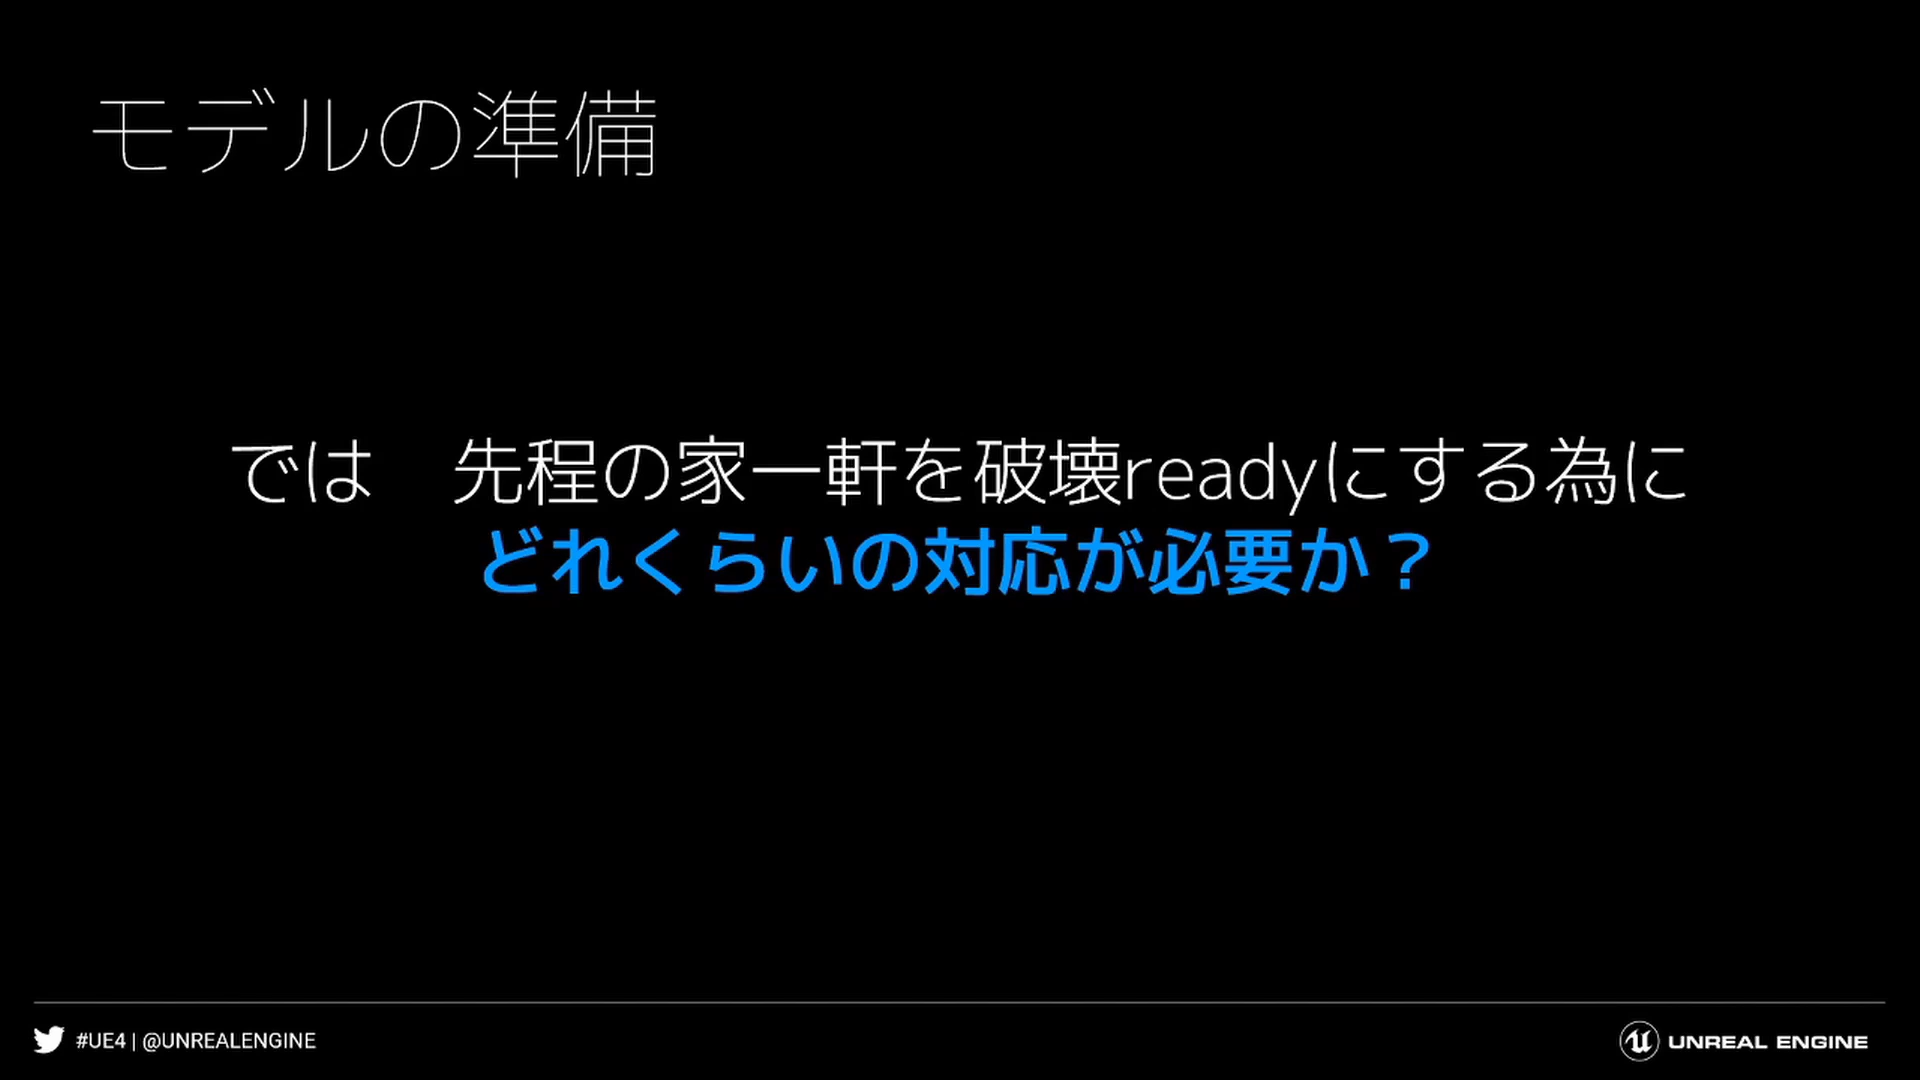 モデルの準備
では　先程の家一軒を破壊readyにする為に
どれくらいの対応が必要か？
#UE4 | @UNREALENGINE
UNREAL ENGINE